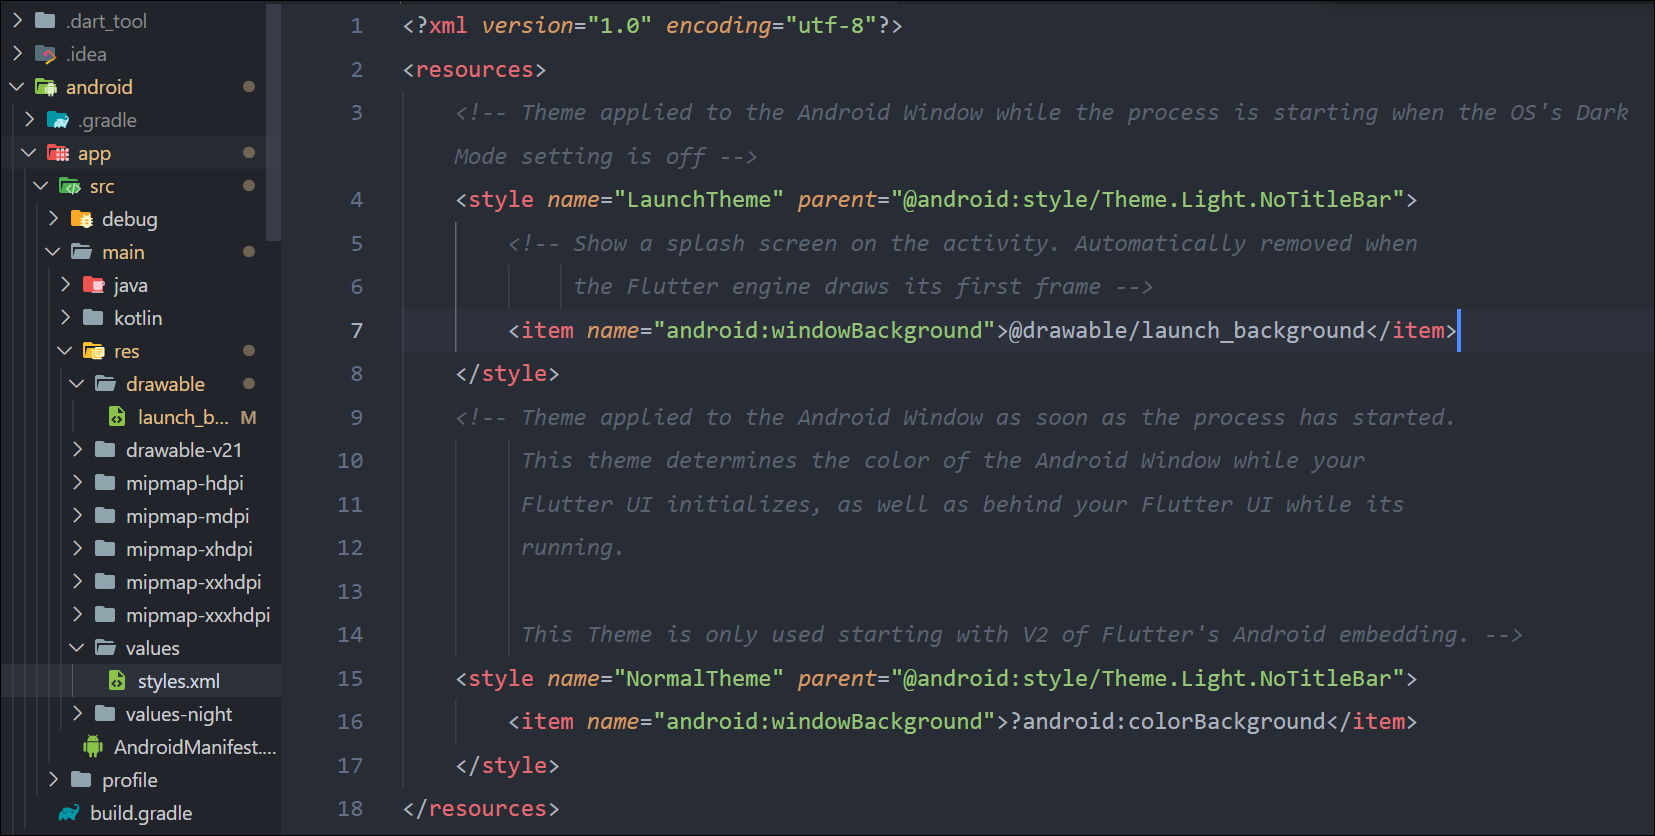 .dart_tool
.idea
android
.gradle
app
src
debug
main
java
kotlin
res
drawable
launch_b... M
drawable-v21
mipmap-hdpi
mipmap-mdpi
mipmap-xhdpi
mipmap-xxhdpi
mipmap-xxxhdpi
values
styles.xml
values-night
AndroidManifest....
profile
build.gradle
1 <?xml version="1.0" encoding="utf-8"?>
2 <resources>
3 <!-- Theme applied to the Android Window while the process is starting when the OS's Dark
Mode setting is off -->
4 <style name="LaunchTheme" parent="@android:style/Theme.Light.NoTitleBar">
5 <!-- Show a splash screen on the activity. Automatically removed when
6 the Flutter engine draws its first frame -->
7 <item name="android:windowBackground">@drawable/launch_background</item>
8 </style>
9 <!-- Theme applied to the Android Window as soon as the process has started.
10 This theme determines the color of the Android Window while your
11 Flutter UI initializes, as well as behind your Flutter UI while its
12 running.
13
14 This Theme is only used starting with V2 of Flutter's Android embedding. -->
15 <style name="NormalTheme" parent="@android:style/Theme.Light.NoTitleBar">
16 <item name="android:windowBackground">?android:colorBackground</item>
17 </style>
18 </resources>